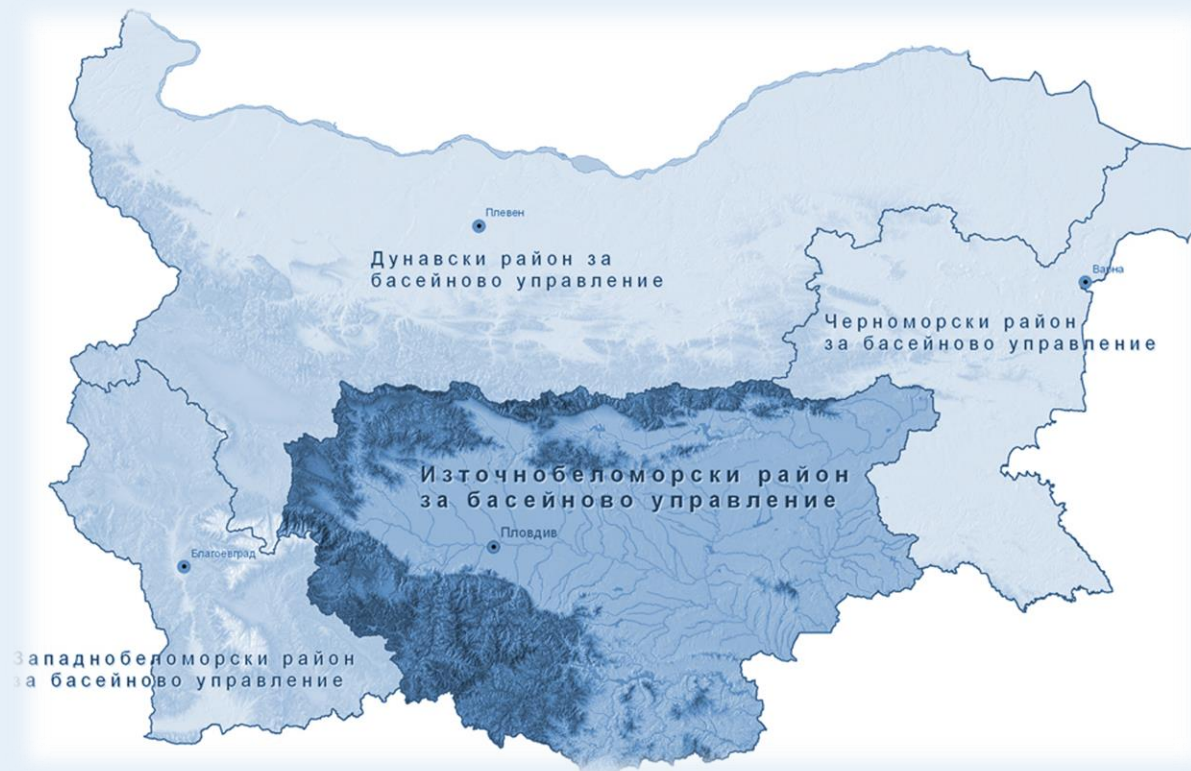 Плевен
Дунавски район за
басейново управление
Варна
Черноморски район
за басейново управление
Източнобеломорски район
за басейново управление
Пловдив
Благоевград
Западнобеломорски район
за басейново управление